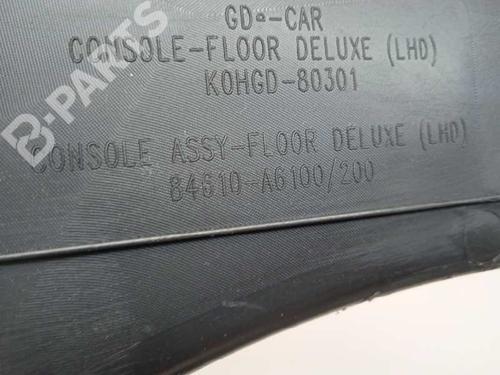 GD-CAR
CONSOLE-FLOOR DELUXE (LHD)
KOHGD-80301
CONSOLE ASSY-FLOOR DELUXE (LHD)
84610-A6100/200
B-PARTS